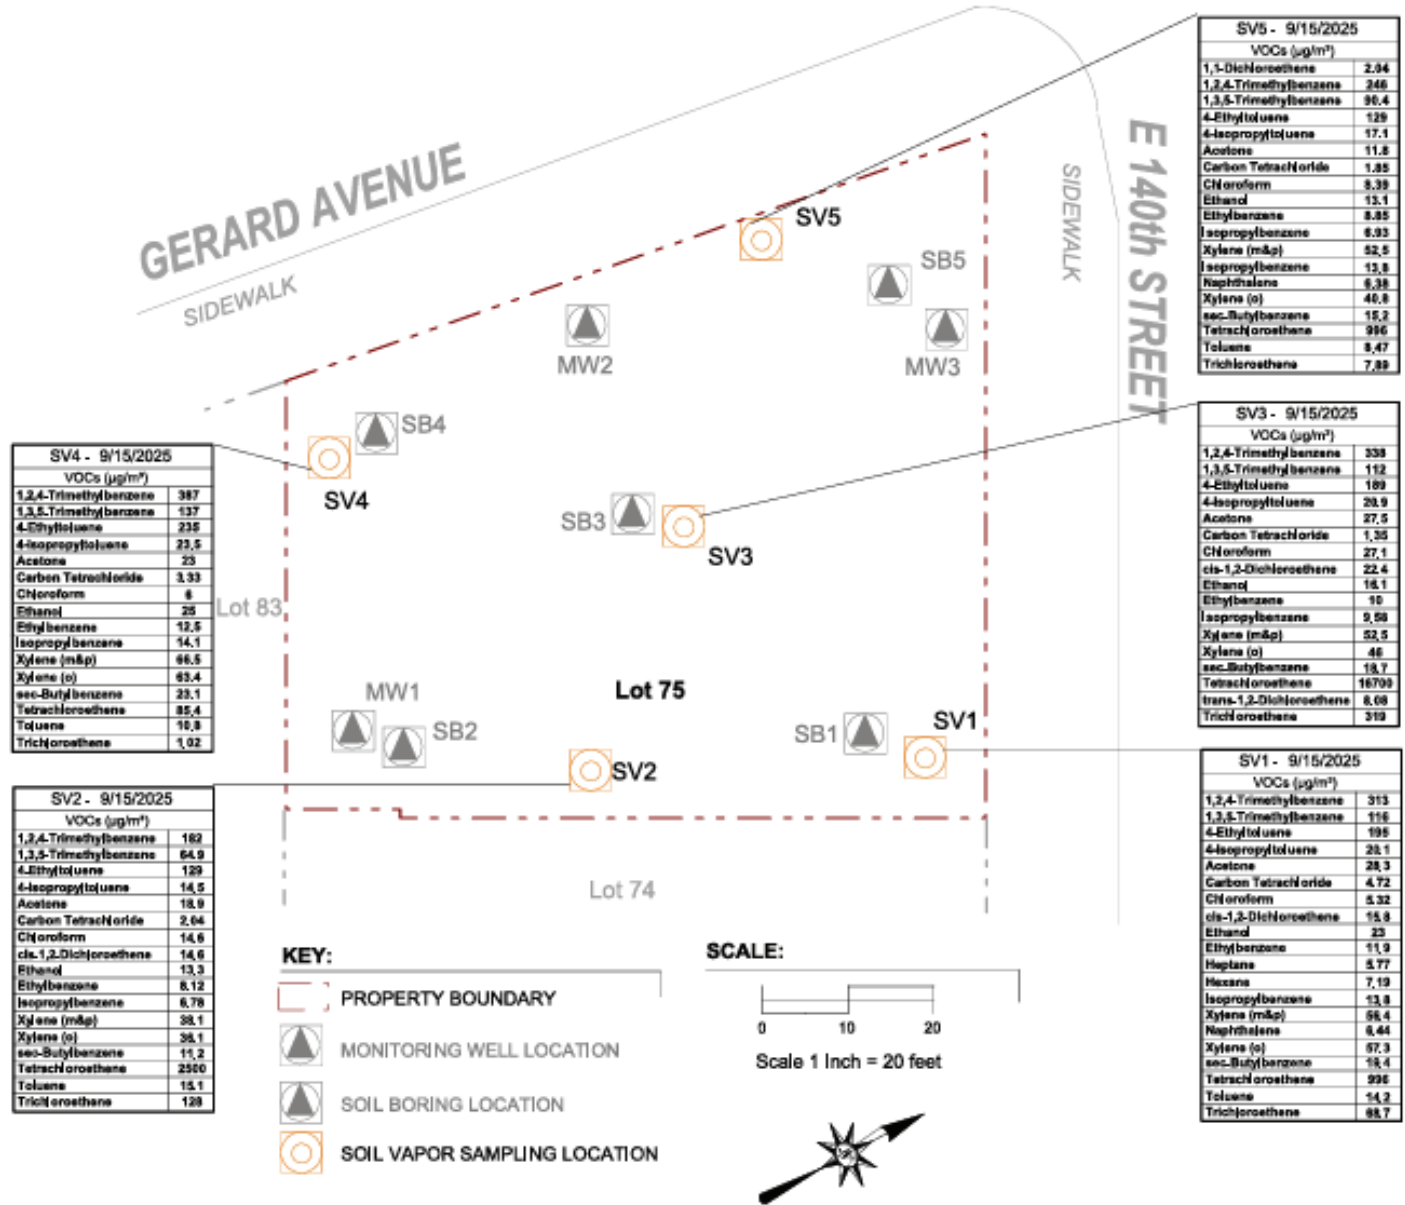 SV5 - 9/15/2025
VOCs (µg/m³)
1,1-Dichloroethene 2.04
1,2,4-Trimethylbenzene 246
1,3,5-Trimethylbenzene 90.4
4-Ethyltoluene 129
4-Isopropyltoluene 17.1
Acetone 11.8
Carbon Tetrachloride 1.85
Chloroform 8.39
Ethanol 13.1
Ethylbenzene 8.85
Isopropylbenzene 6.93
Xylene (m&p) 52.5
Isopropylbenzene 13.8
Naphthalene 6.38
Xylene (o) 40.8
sec-Butylbenzene 15.2
Tetrachloroethene 996
Toluene 8.47
Trichloroethene 7.89
GERARD AVENUE
SIDEWALK
E 140th STREET
SIDEWALK
SV5
SB5
MW2
MW3
SB4
SV4
SB3
SV3
Lot 83
Lot 75
MW1
SB2
SV2
SB1
SV1
Lot 74
SV3 - 9/15/2025
VOCs (µg/m³)
1,2,4-Trimethylbenzene 338
1,3,5-Trimethylbenzene 112
4-Ethyltoluene 189
4-Isopropyltoluene 20.9
Acetone 27.5
Carbon Tetrachloride 1.35
Chloroform 27.1
cis-1,2-Dichloroethene 22.4
Ethanol 16.1
Ethylbenzene 10
Isopropylbenzene 9.58
Xylene (m&p) 52.5
Xylene (o) 46
sec-Butylbenzene 18.7
Tetrachloroethene 16700
trans-1,2-Dichloroethene 8.08
Trichloroethene 319
SV4 - 9/15/2025
VOCs (µg/m³)
1,2,4-Trimethylbenzene 387
1,3,5-Trimethylbenzene 137
4-Ethyltoluene 235
4-Isopropyltoluene 23.5
Acetone 23
Carbon Tetrachloride 3.33
Chloroform 6
Ethanol 25
Ethylbenzene 12.5
Isopropylbenzene 14.1
Xylene (m&p) 66.5
Xylene (o) 63.4
sec-Butylbenzene 23.1
Tetrachloroethene 85.4
Toluene 10.8
Trichloroethene 1.02
SV2 - 9/15/2025
VOCs (µg/m³)
1,2,4-Trimethylbenzene 182
1,3,5-Trimethylbenzene 64.9
4-Ethyltoluene 129
4-Isopropyltoluene 14.5
Acetone 18.9
Carbon Tetrachloride 2.04
Chloroform 14.6
cis-1,2-Dichloroethene 14.6
Ethanol 13.3
Ethylbenzene 8.12
Isopropylbenzene 6.78
Xylene (m&p) 38.1
Xylene (o) 36.1
sec-Butylbenzene 11.2
Tetrachloroethene 2500
Toluene 15.1
Trichloroethene 128
SV1 - 9/15/2025
VOCs (µg/m³)
1,2,4-Trimethylbenzene 313
1,3,5-Trimethylbenzene 116
4-Ethyltoluene 195
4-Isopropyltoluene 20.1
Acetone 28.3
Carbon Tetrachloride 4.72
Chloroform 5.32
cis-1,2-Dichloroethene 15.8
Ethanol 23
Ethylbenzene 11.9
Heptane 5.77
Hexane 7.19
Isopropylbenzene 13.8
Xylene (m&p) 56.4
Naphthalene 6.44
Xylene (o) 57.3
sec-Butylbenzene 19.4
Tetrachloroethene 996
Toluene 14.2
Trichloroethene 68.7
KEY:
PROPERTY BOUNDARY
MONITORING WELL LOCATION
SOIL BORING LOCATION
SOIL VAPOR SAMPLING LOCATION
SCALE:
0 10 20
Scale 1 Inch = 20 feet